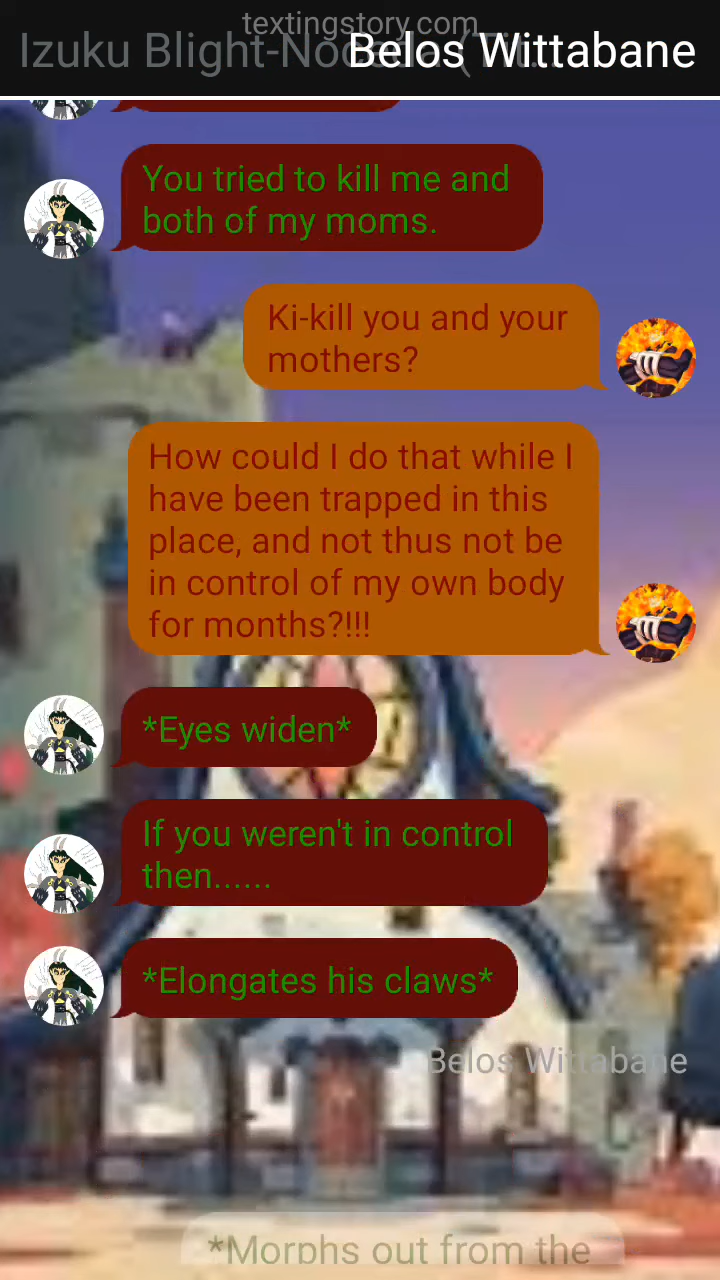 textingstory.com
Izuku Blight-No
Belos Wittabane
You tried to kill me and
both of my moms.
Ki-kill you and your
mothers?
How could I do that while I
have been trapped in this
place, and not thus not be
in control of my own body
for months?!!!
*Eyes widen*
If you weren't in control
then......
*Elongates his claws*
Belos Wittabane
*Morphs out from the